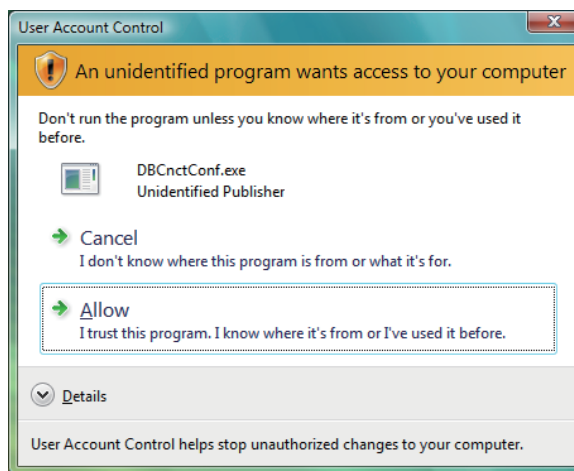 User Account Control
An unidentified program wants access to your computer
Don't run the program unless you know where it's from or you've used it
before.
DBCnctConf.exe
Unidentified Publisher
Cancel
I don't know where this program is from or what it's for.
Allow
I trust this program. I know where it's from or I've used it before.
Details
User Account Control helps stop unauthorized changes to your computer.